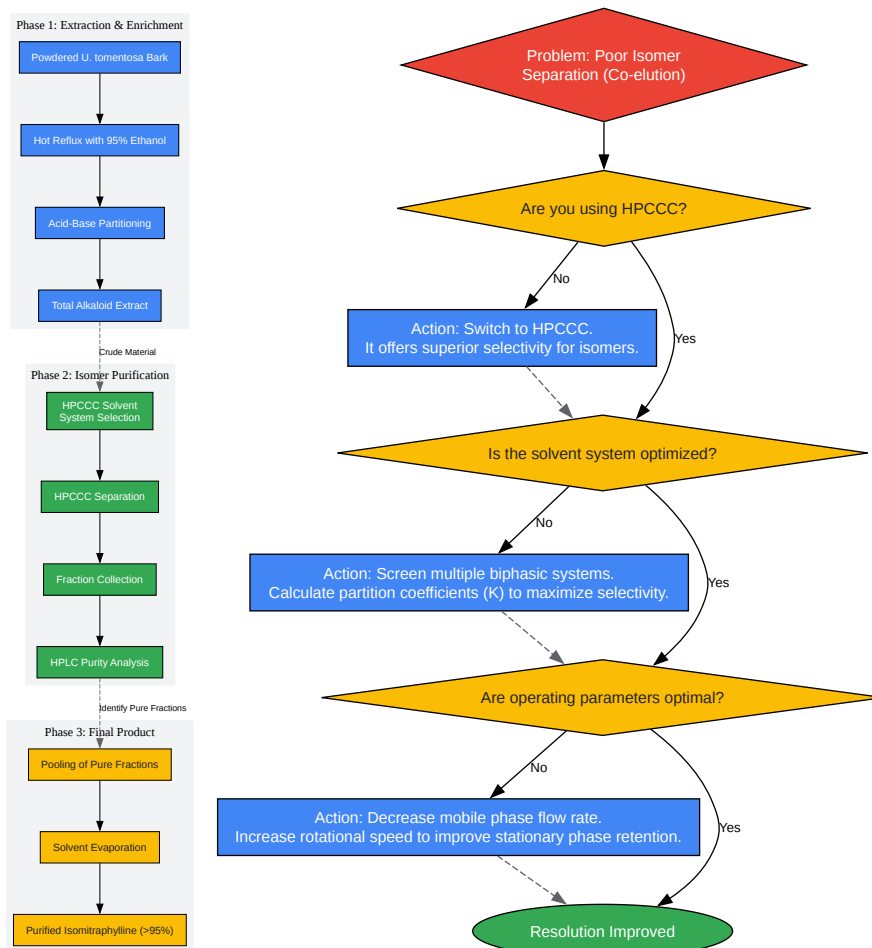 Phase 1: Extraction & Enrichment
Powdered U. tomentosa Bark
Hot Reflux with 95% Ethanol
Acid-Base Partitioning
Total Alkaloid Extract
Crude Material
Phase 2: Isomer Purification
HPCCC Solvent
System Selection
HPCCC Separation
Fraction Collection
HPLC Purity Analysis
Identify Pure Fractions
Phase 3: Final Product
Pooling of Pure Fractions
Solvent Evaporation
Purified Isomitraphylline (>95%)
Problem: Poor Isomer
Separation (Co-elution)
Are you using HPCCC?
No
Yes
Action: Switch to HPCCC.
It offers superior selectivity for isomers.
Is the solvent system optimized?
No
Yes
Action: Screen multiple biphasic systems.
Calculate partition coefficients (K) to maximize selectivity.
Are operating parameters optimal?
No
Yes
Action: Decrease mobile phase flow rate.
Increase rotational speed to improve stationary phase retention.
Resolution Improved